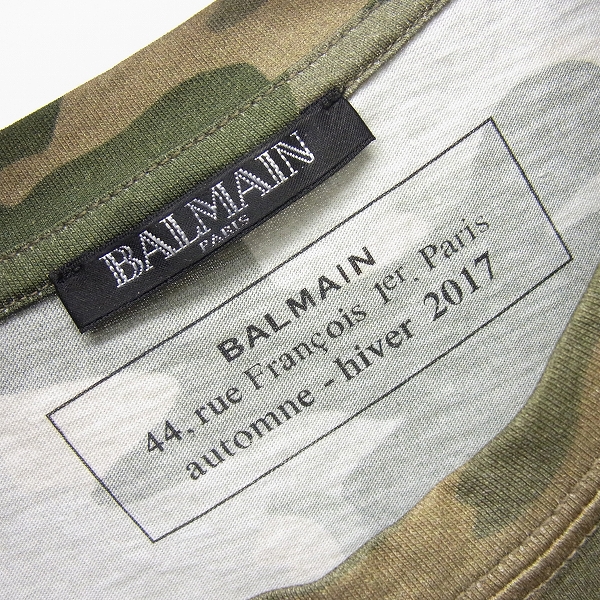 BALMAIN
PARIS
BALMAIN
44, rue François 1er. Paris
automne - hiver 2017